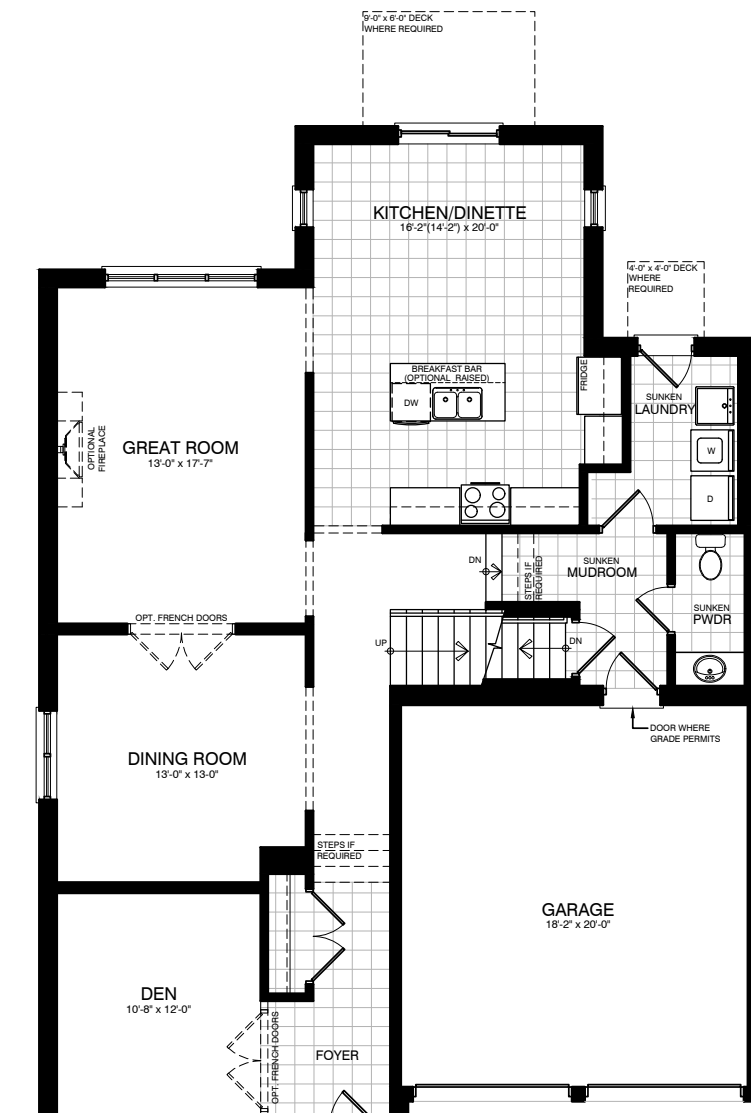 9'-0" x 6'-0" DECK
WHERE REQUIRED
KITCHEN/DINETTE
16'-2"(14'-2") x 20'-0"
4'-0" x 4'-0" DECK
WHERE
REQUIRED
BREAKFAST BAR
(OPTIONAL RAISED)
DW
FRIDGE
SUNKEN
LAUNDRY
W
D
OPTIONAL
FIREPLACE
GREAT ROOM
13'-0" x 17'-7"
DN
STEPS IF
REQUIRED
SUNKEN
MUDROOM
SUNKEN
PWDR
OPT. FRENCH DOORS
UP
DN
DOOR WHERE
GRADE PERMITS
DINING ROOM
13'-0" x 13'-0"
STEPS IF
REQUIRED
GARAGE
18'-2" x 20'-0"
DEN
10'-8" x 12'-0"
OPT. FRENCH DOORS
FOYER